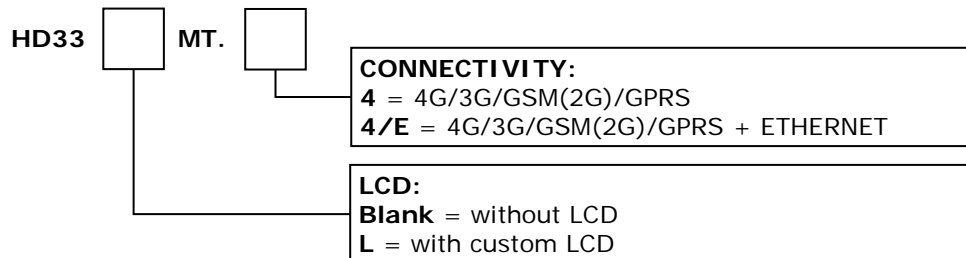 HD33 MT.
CONNECTIVITY:
4 = 4G/3G/GSM(2G)/GPRS
4/E = 4G/3G/GSM(2G)/GPRS + ETHERNET
LCD:
Blank = without LCD
L = with custom LCD